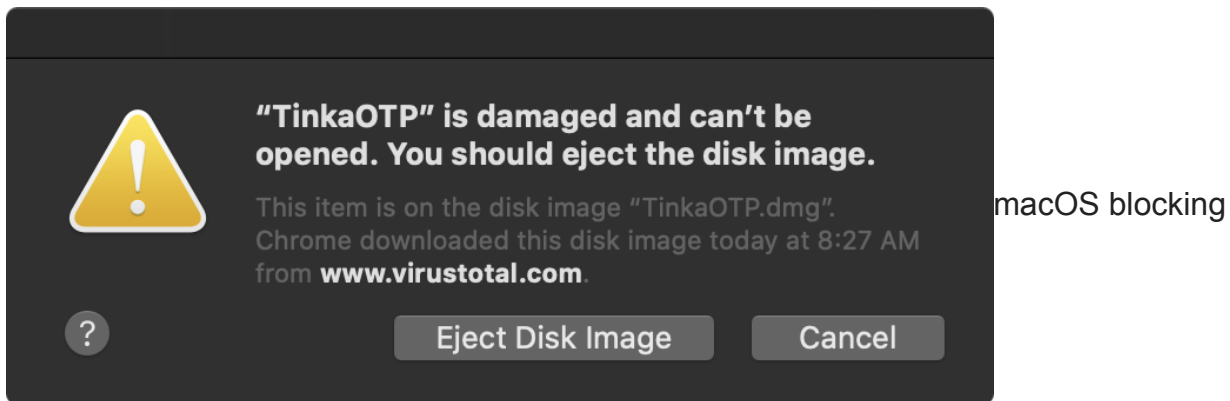 “TinkaOTP” is damaged and can’t be
opened. You should eject the disk image.
This item is on the disk image “TinkaOTP.dmg”.
Chrome downloaded this disk image today at 8:27 AM
from www.virustotal.com.
macOS blocking
?
Eject Disk Image
Cancel